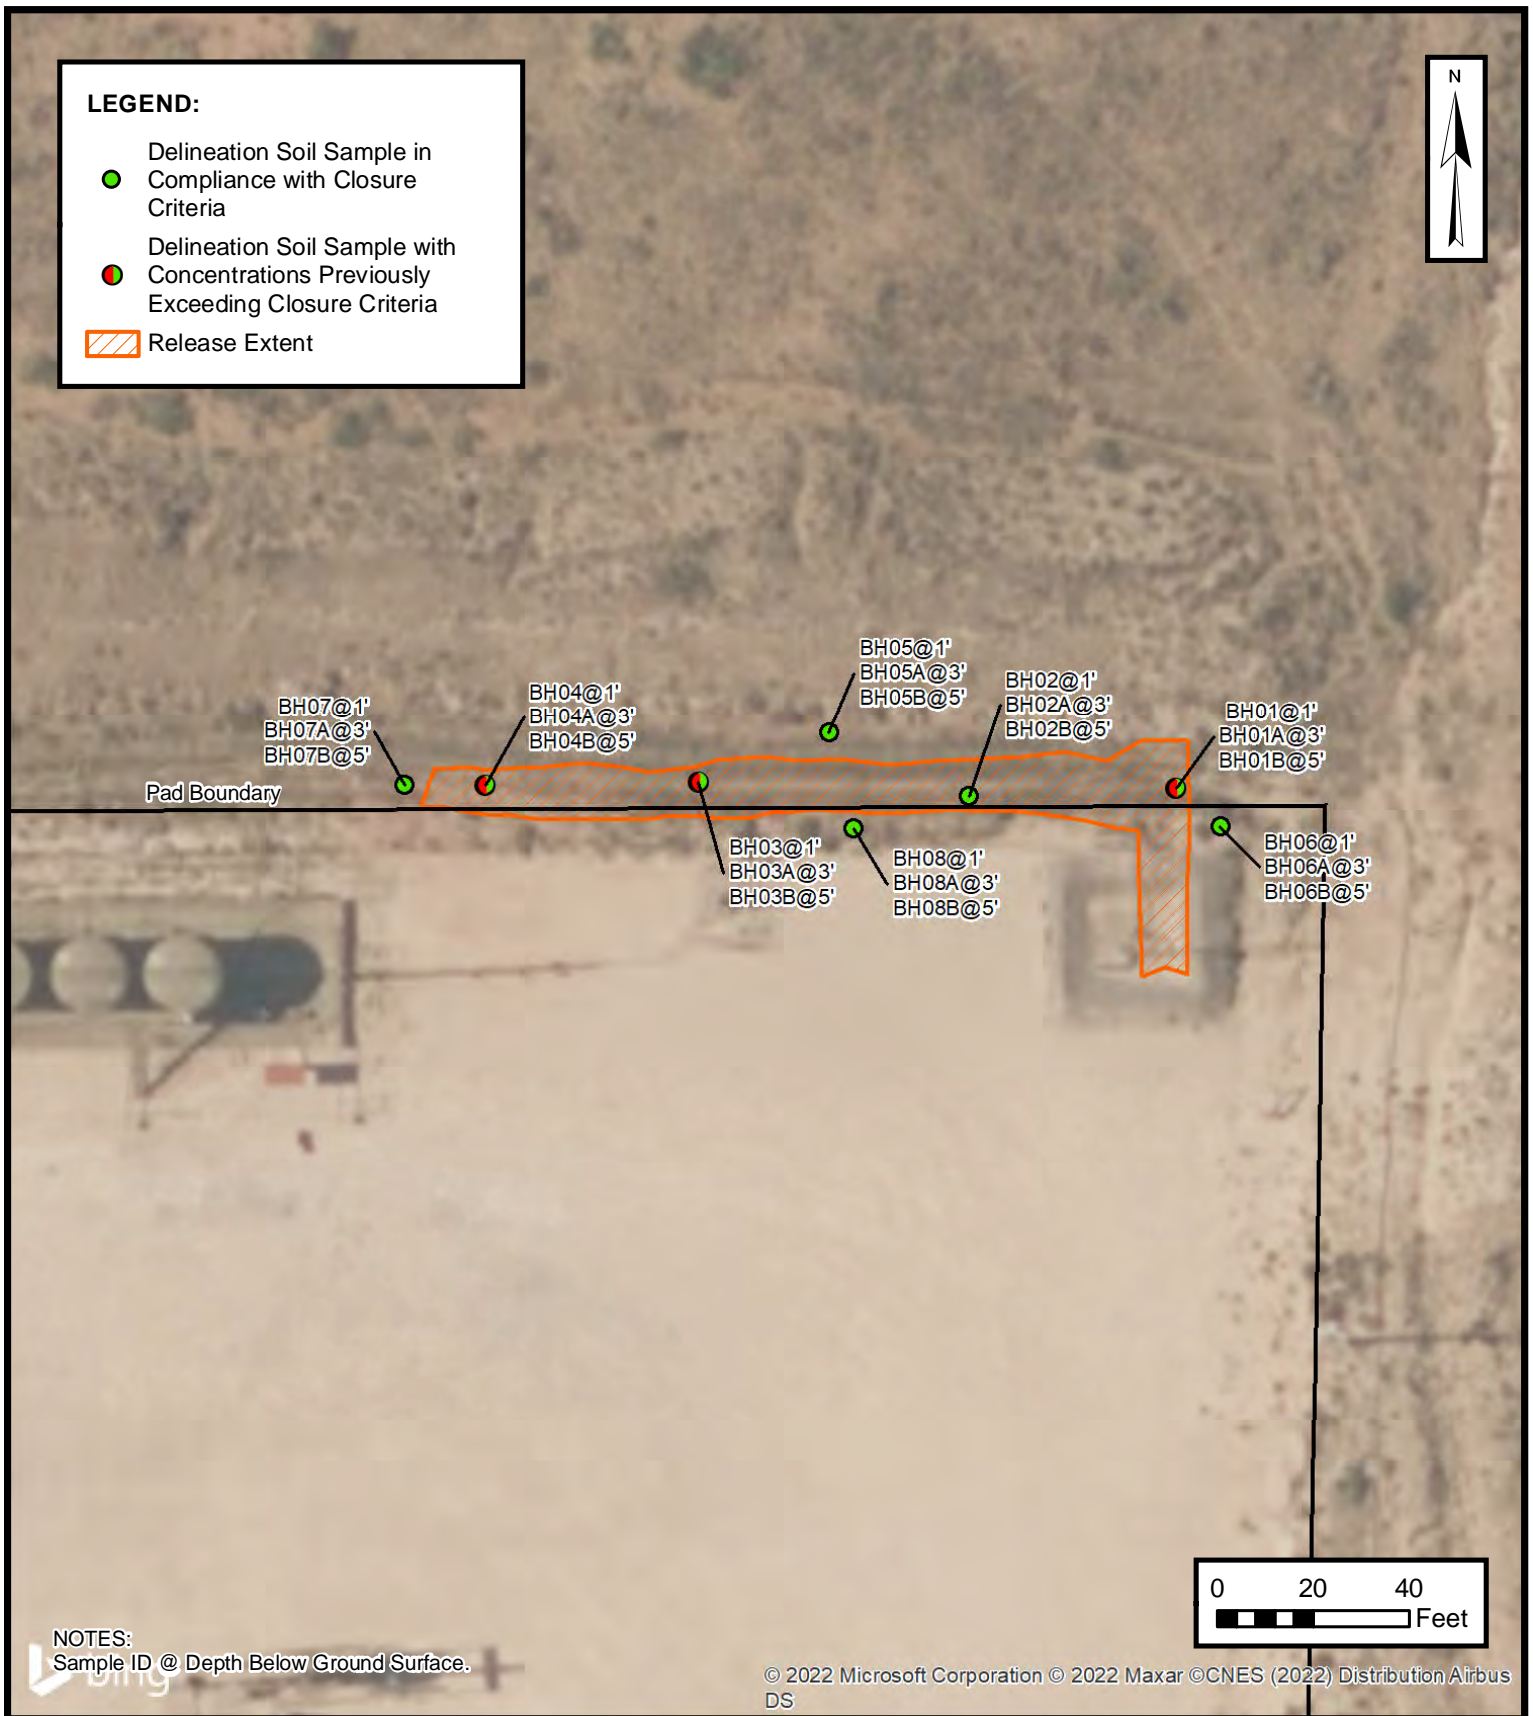 LEGEND:
Delineation Soil Sample in
Compliance with Closure
Criteria
Delineation Soil Sample with
Concentrations Previously
Exceeding Closure Criteria
Release Extent
N
BH05@1'
BH05A@3'
BH05B@5'
BH02@1'
BH02A@3'
BH02B@5'
BH04@1'
BH04A@3'
BH04B@5'
BH07@1'
BH07A@3'
BH07B@5'
BH01@1'
BH01A@3'
BH01B@5'
Pad Boundary
BH03@1'
BH03A@3'
BH03B@5'
BH08@1'
BH08A@3'
BH08B@5'
BH06@1'
BH06A@3'
BH06B@5'
0 20 40
Feet
NOTES:
Sample ID @ Depth Below Ground Surface.
bing
© 2022 Microsoft Corporation © 2022 Maxar ©CNES (2022) Distribution Airbus
DS